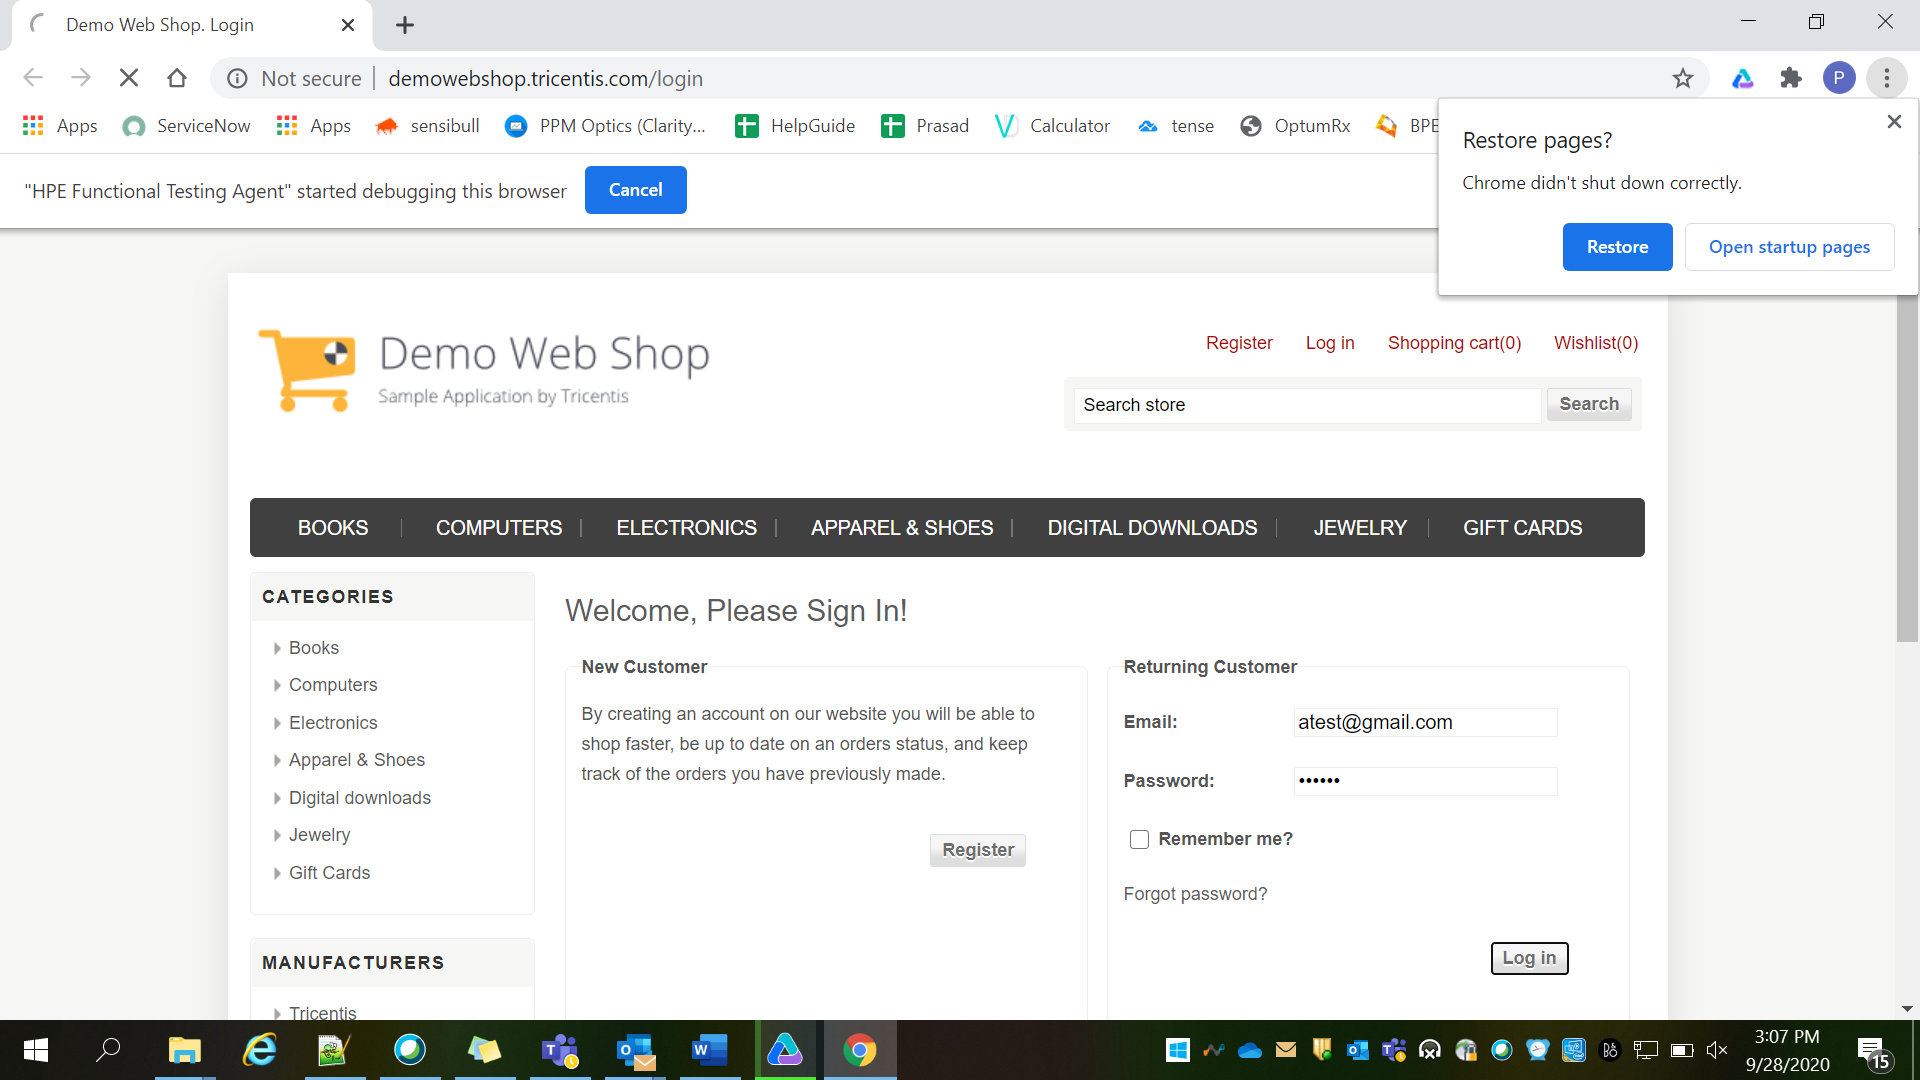 Demo Web Shop. Login
Not secure
demowebshop.tricentis.com/login
P
Apps
ServiceNow
Apps
sensibull
PPM Optics (Clarity...
HelpGuide
Prasad
Calculator
tense
OptumRx
BPE
"HPE Functional Testing Agent" started debugging this browser
Cancel
Restore pages?
Chrome didn't shut down correctly.
Restore
Open startup pages
Demo Web Shop
Sample Application by Tricentis
Register
Log in
Shopping cart(0)
Wishlist(0)
Search store
Search
BOOKS
COMPUTERS
ELECTRONICS
APPAREL & SHOES
DIGITAL DOWNLOADS
JEWELRY
GIFT CARDS
CATEGORIES
Books
Computers
Electronics
Apparel & Shoes
Digital downloads
Jewelry
Gift Cards
MANUFACTURERS
Tricentis
Welcome, Please Sign In!
New Customer
By creating an account on our website you will be able to
shop faster, be up to date on an orders status, and keep
track of the orders you have previously made.
Register
Returning Customer
Email:
atest@gmail.com
Password:
••••••
Remember me?
Forgot password?
Log in
3:07 PM
9/28/2020
15